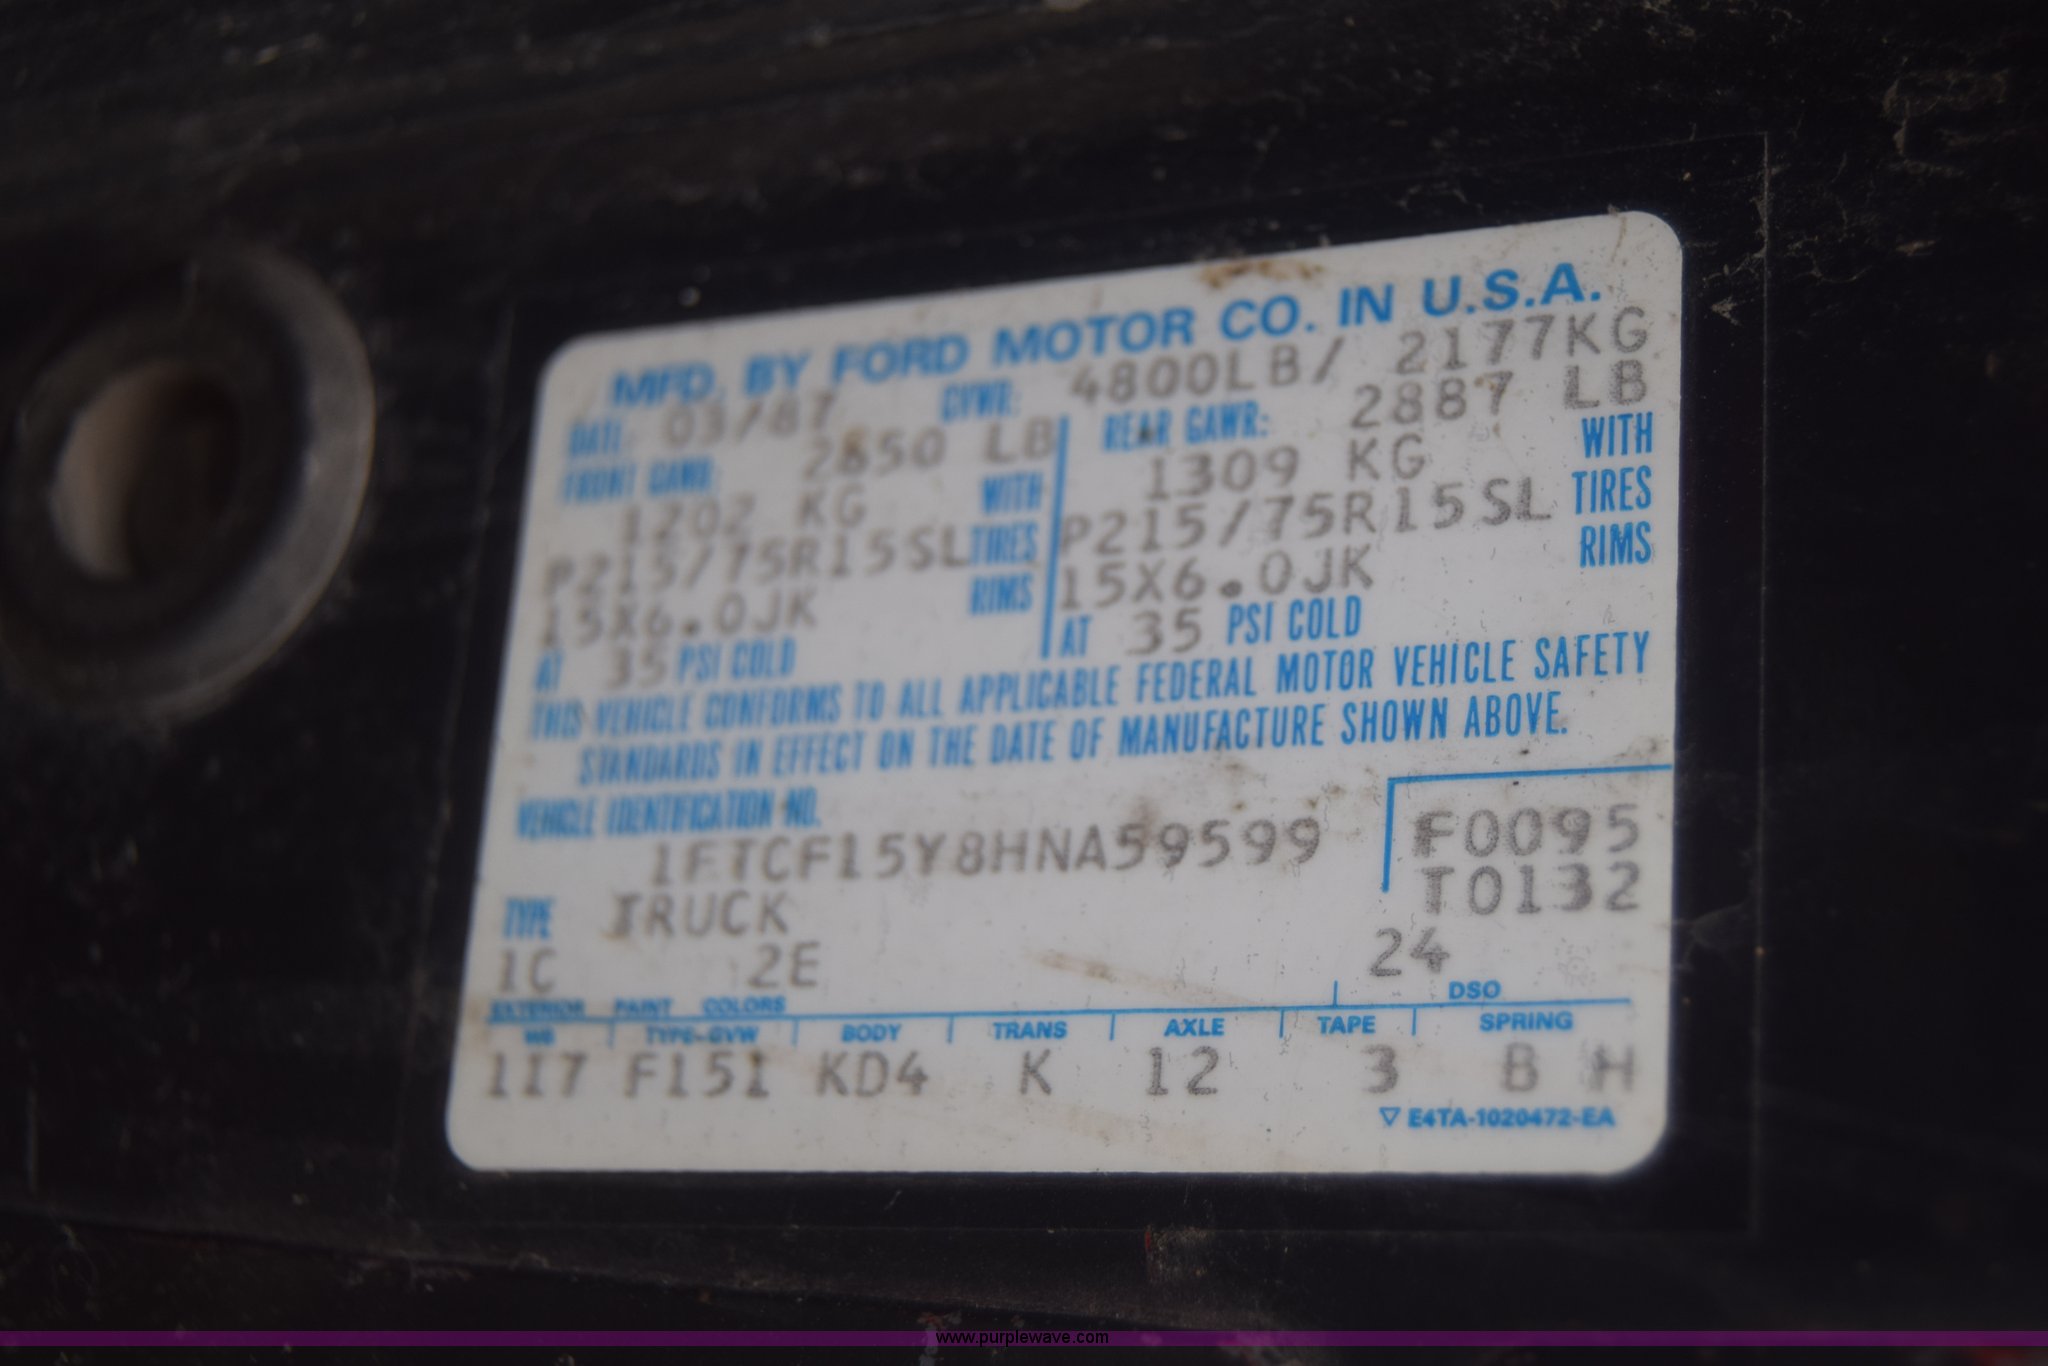 MFD. BY FORD MOTOR CO. IN U.S.A.
DATE: 03/87 GVWR: 4800LB/ 2177KG
FRONT GAWR: 2650 LB REAR GAWR: 2887 LB
1202 KG WITH 1309 KG WITH
P215/75R15SL TIRES P215/75R15SL TIRES
15X6.0JK RIMS 15X6.0JK RIMS
AT 35 PSI COLD AT 35 PSI COLD
THIS VEHICLE CONFORMS TO ALL APPLICABLE FEDERAL MOTOR VEHICLE SAFETY
STANDARDS IN EFFECT ON THE DATE OF MANUFACTURE SHOWN ABOVE.
VEHICLE IDENTIFICATION NO.
1FTCF15Y8HNA59599 F0095
TYPE TRUCK T0132
1C 2E 24
EXTERIOR PAINT COLORS DSO
WB TYPE-GVW BODY TRANS AXLE TAPE SPRING
117 F151 KD4 K 12 3 B H
▽ E4TA-1020472-EA
www.purplewave.com